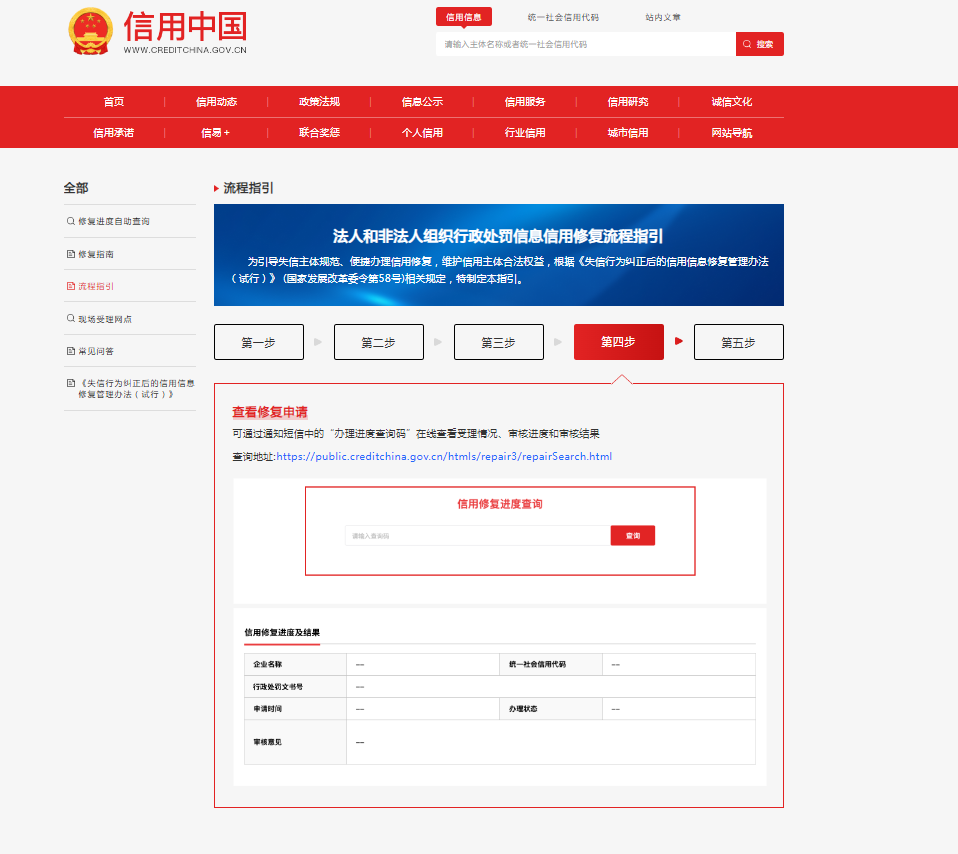 信用中国
WWW.CREDITCHINA.GOV.CN
信用信息 统一社会信用代码 站内文章
请输入主体名称或者统一社会信用代码 搜索
首页 信用动态 政策法规 信息公示 信用服务 信用研究 诚信文化
信用承诺 信易+ 联合奖惩 个人信用 行业信用 城市信用 网站导航
全部
修复进度自助查询
修复指南
流程指引
现场受理网点
常见问答
《失信行为纠正后的信用信息
修复管理办法(试行)》
流程指引
法人和非法人组织行政处罚信息信用修复流程指引
为引导失信主体规范、便捷办理信用修复,维护信用主体合法权益,根据《失信行为纠正后的信用信息修复管理办法
(试行)》(国家发展改革委令第58号)相关规定,特制定本指引。
第一步 第二步 第三步 第四步 第五步
查看修复申请
可通过通知短信中的“办理进度查询码”在线查看受理情况、审核进度和审核结果
查询地址:https://public.creditchina.gov.cn/htmls/repair3/repairSearch.html
信用修复进度查询
请输入查询码 查询
信用修复进度及结果
企业名称 -- 统一社会信用代码 --
行政处罚文书号 --
申请时间 -- 办理状态 --
审核意见 --